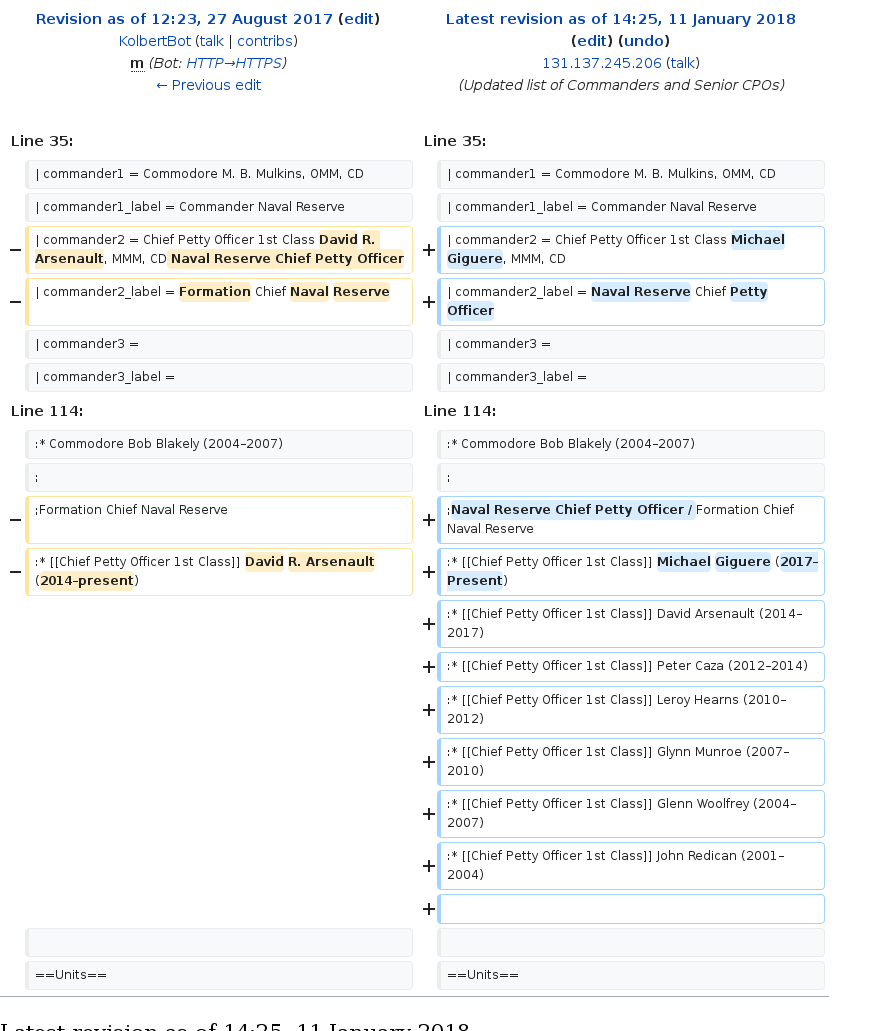 Revision as of 12:23, 27 August 2017 (edit)
KolbertBot (talk | contribs)
m (Bot: HTTP→HTTPS)
← Previous edit
Latest revision as of 14:25, 11 January 2018
(edit) (undo)
131.137.245.206 (talk)
(Updated list of Commanders and Senior CPOs)
Line 35:
Line 35:
| commander1 = Commodore M. B. Mulkins, OMM, CD
| commander1 = Commodore M. B. Mulkins, OMM, CD
| commander1_label = Commander Naval Reserve
| commander1_label = Commander Naval Reserve
− | commander2 = Chief Petty Officer 1st Class David R.
Arsenault, MMM, CD Naval Reserve Chief Petty Officer
+ | commander2 = Chief Petty Officer 1st Class Michael
Giguere, MMM, CD
− | commander2_label = Formation Chief Naval Reserve
+ | commander2_label = Naval Reserve Chief Petty
Officer
| commander3 =
| commander3 =
| commander3_label =
| commander3_label =
Line 114:
Line 114:
:* Commodore Bob Blakely (2004–2007)
:* Commodore Bob Blakely (2004–2007)
;
;
− ;Formation Chief Naval Reserve
+ ;Naval Reserve Chief Petty Officer / Formation Chief
Naval Reserve
− :* [[Chief Petty Officer 1st Class]] David R. Arsenault
(2014–present)
+ :* [[Chief Petty Officer 1st Class]] Michael Giguere (2017–
Present)
+ :* [[Chief Petty Officer 1st Class]] David Arsenault (2014–
2017)
+ :* [[Chief Petty Officer 1st Class]] Peter Caza (2012–2014)
+ :* [[Chief Petty Officer 1st Class]] Leroy Hearns (2010–
2012)
+ :* [[Chief Petty Officer 1st Class]] Glynn Munroe (2007–
2010)
+ :* [[Chief Petty Officer 1st Class]] Glenn Woolfrey (2004–
2007)
+ :* [[Chief Petty Officer 1st Class]] John Redican (2001–
2004)
+
==Units==
==Units==
Latest revision as of 14:25, 11 January 2018